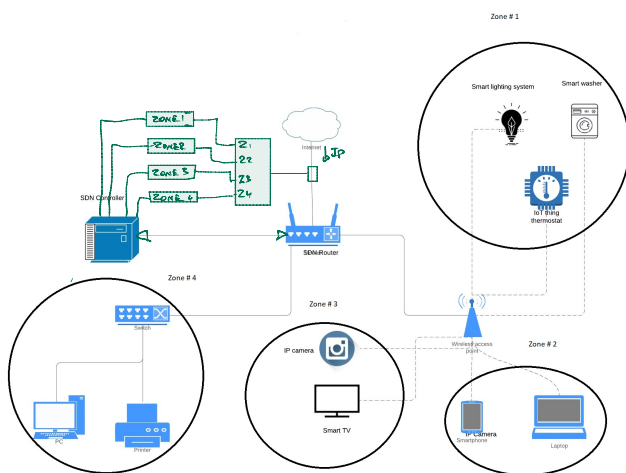 Zone # 1
Smart lighting system
Smart washer
IoT thing
thermostat
ZONE 1
ZONE 2
ZONE 3
ZONE 4
Z1
Z2
Z3
Z4
Internet
IP
SDN Controller
SDN Router
Zone # 4
Switch
PC
Printer
Zone # 3
IP camera
Smart TV
Wireless access
point
Zone # 2
IP Camera
Smartphone
Laptop